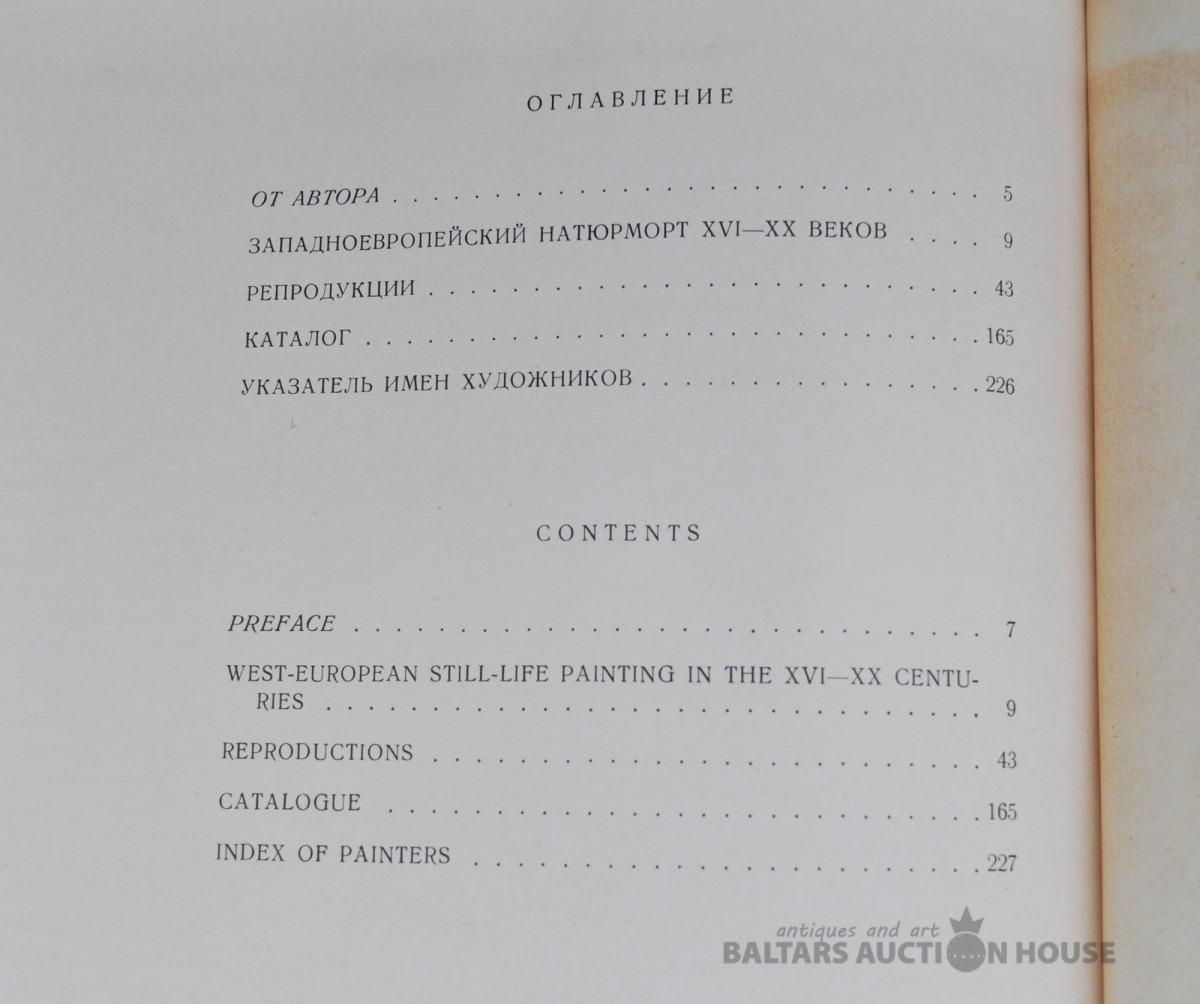 ОГЛАВЛЕНИЕ
ОТ АВТОРА . . . . . . . . . . . . . . . . . . . . . . . . . 5
ЗАПАДНОЕВРОПЕЙСКИЙ НАТЮРМОРТ XVI—XX ВЕКОВ . . . . 9
РЕПРОДУКЦИИ . . . . . . . . . . . . . . . . . . . . . . . . 43
КАТАЛОГ . . . . . . . . . . . . . . . . . . . . . . . . . . 165
УКАЗАТЕЛЬ ИМЕН ХУДОЖНИКОВ . . . . . . . . . . . . . . . 226
CONTENTS
PREFACE . . . . . . . . . . . . . . . . . . . . . . . . . . 7
WEST-EUROPEAN STILL-LIFE PAINTING IN THE XVI—XX CENTU-
RIES . . . . . . . . . . . . . . . . . . . . . . . . . . . 9
REPRODUCTIONS . . . . . . . . . . . . . . . . . . . . . . . 43
CATALOGUE . . . . . . . . . . . . . . . . . . . . . . . . . 165
INDEX OF PAINTERS . . . . . . . . . . . . . . . . . . . . . 227
antiques and art
BALTARS AUCTION HOUSE